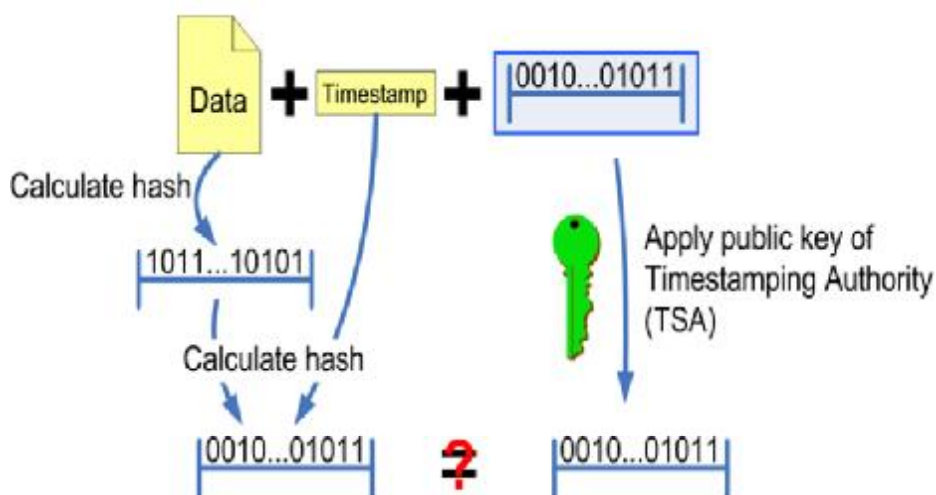 Data + Timestamp + 0010...01011
Calculate hash
1011...10101
Apply public key of
Timestamping Authority
(TSA)
Calculate hash
0010...01011 =? 0010...01011